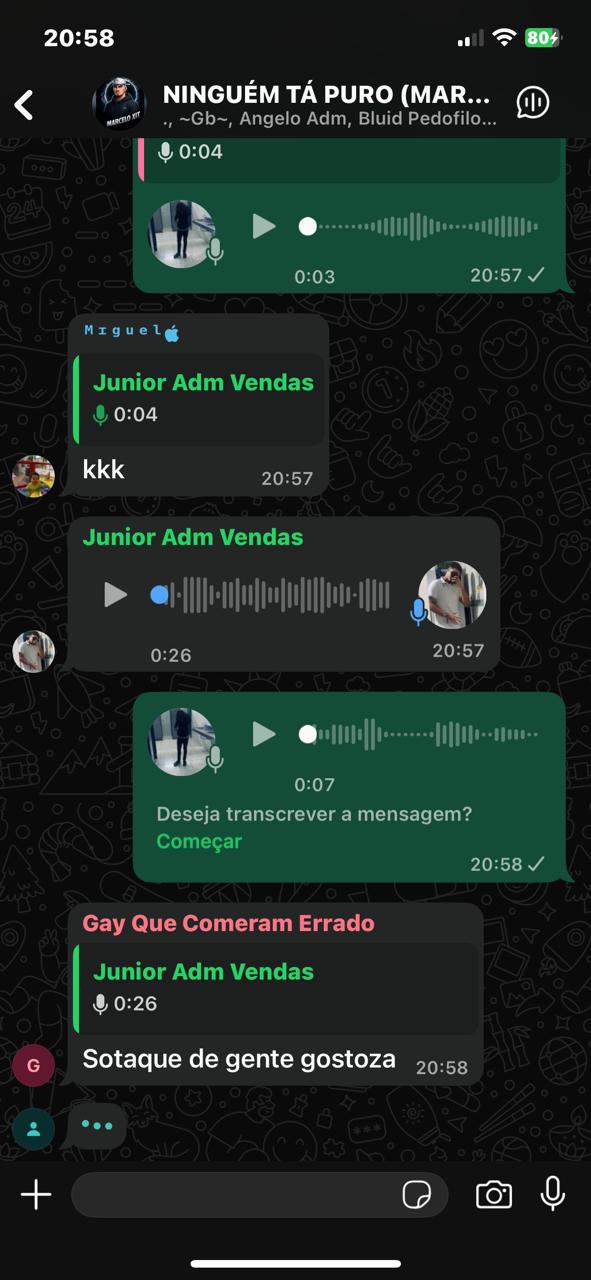 20:58
80
NINGUÉM TÁ PURO (MAR...
., ~Gb~, Angelo Adm, Bluid Pedofilo...
MARCELO XIT
0:04
0:03
20:57
Mɪguel
Junior Adm Vendas
0:04
kkk
20:57
Junior Adm Vendas
0:26
20:57
0:07
Deseja transcrever a mensagem?
Começar
20:58
Gay Que Comeram Errado
Junior Adm Vendas
0:26
G
Sotaque de gente gostoza
20:58